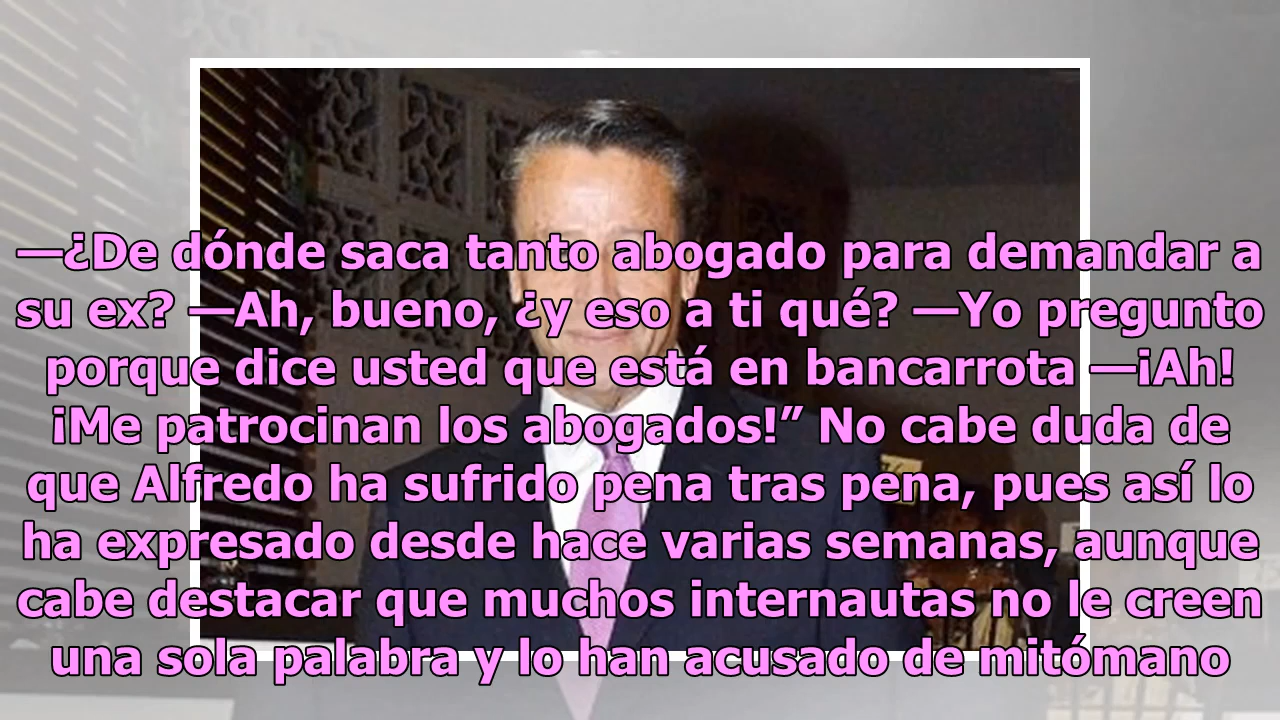 —¿De dónde saca tanto abogado para demandar a
su ex? —Ah, bueno, ¿y eso a ti qué? —Yo pregunto
porque dice usted que está en bancarrota —¡Ah!
¡Me patrocinan los abogados!” No cabe duda de
que Alfredo ha sufrido pena tras pena, pues así lo
ha expresado desde hace varias semanas, aunque
cabe destacar que muchos internautas no le creen
una sola palabra y lo han acusado de mitómano